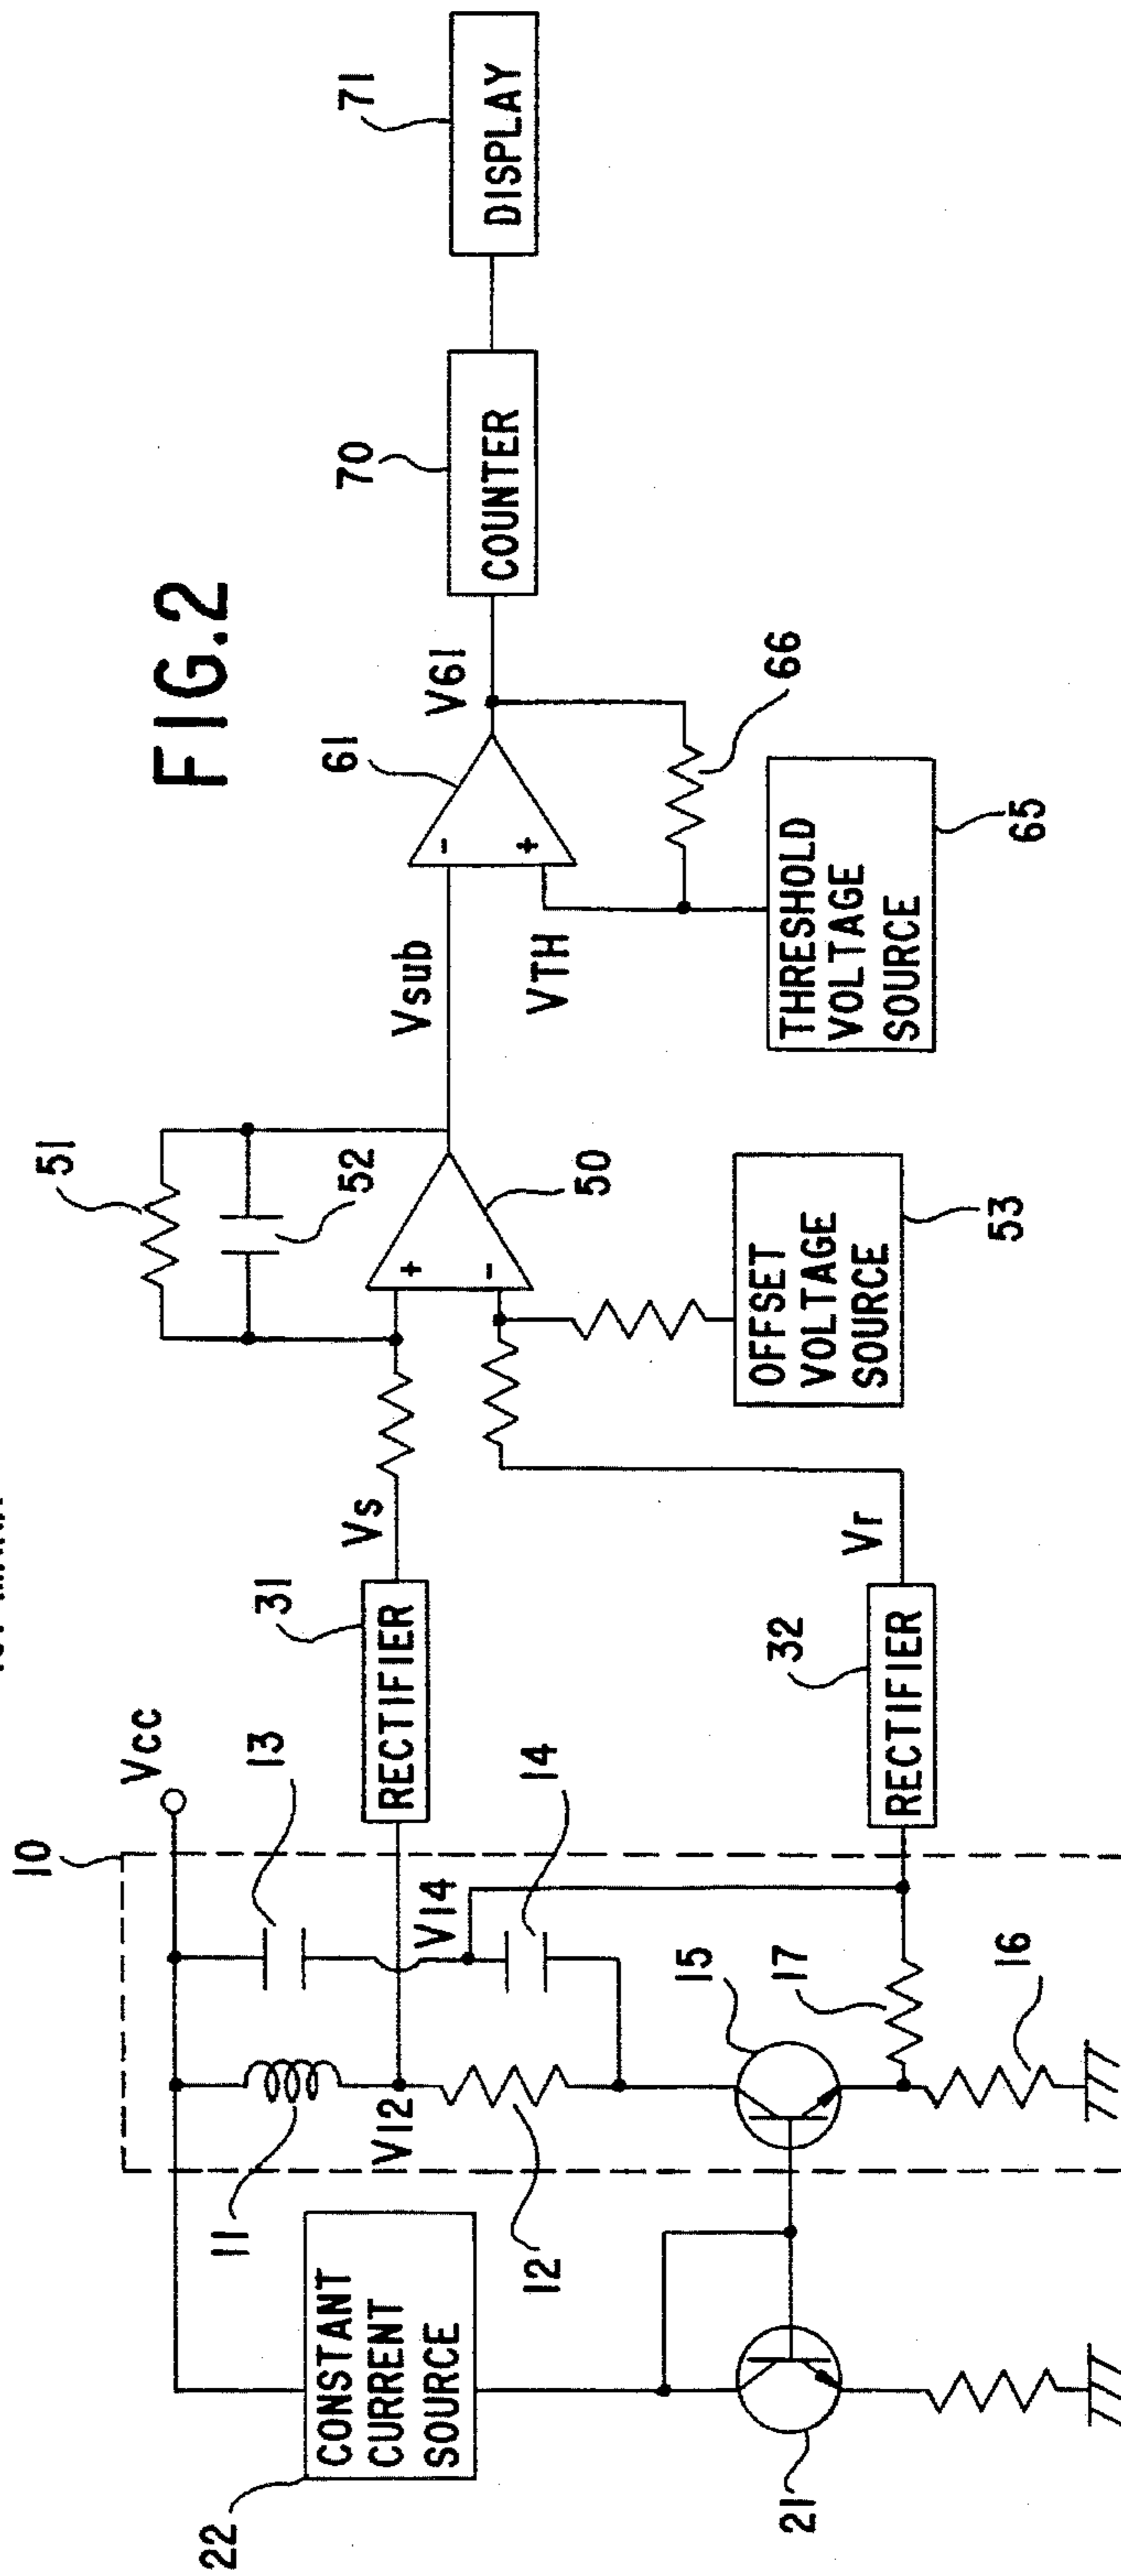 FIG.2
10
Vcc
13
11
V12
V14
14
12
15
17
16
22
CONSTANT
CURRENT
SOURCE
21
31
RECTIFIER
Vs
32
RECTIFIER
Vr
51
52
+
-
50
OFFSET
VOLTAGE
SOURCE
53
Vsub
VTH
61
-
+
V61
66
THRESHOLD
VOLTAGE
SOURCE
65
70
COUNTER
71
DISPLAY